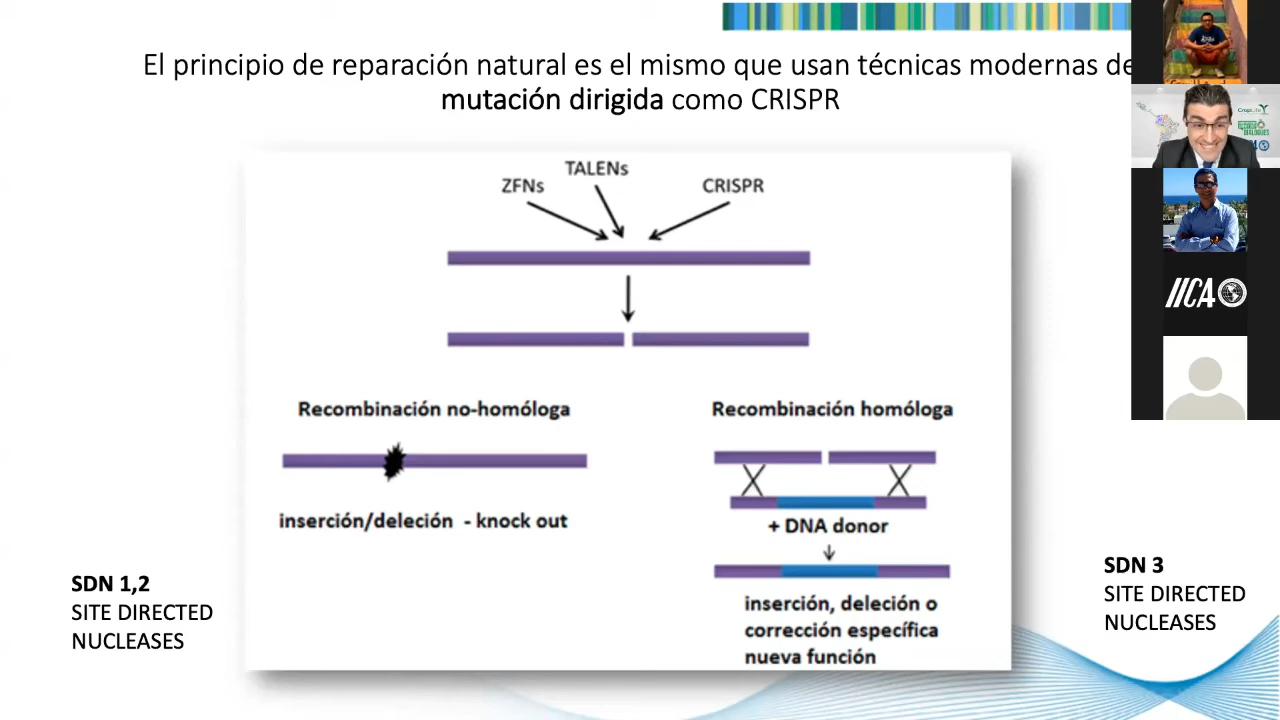 El principio de reparación natural es el mismo que usan técnicas modernas de
mutación dirigida como CRISPR
TALENs
ZFNs
CRISPR
Recombinación no-homóloga
Recombinación homóloga
inserción/deleción - knock out
+ DNA donor
inserción, deleción o
corrección específica
nueva función
SDN 1,2
SITE DIRECTED
NUCLEASES
SDN 3
SITE DIRECTED
NUCLEASES
CropLife
DIALOGUES
IICA